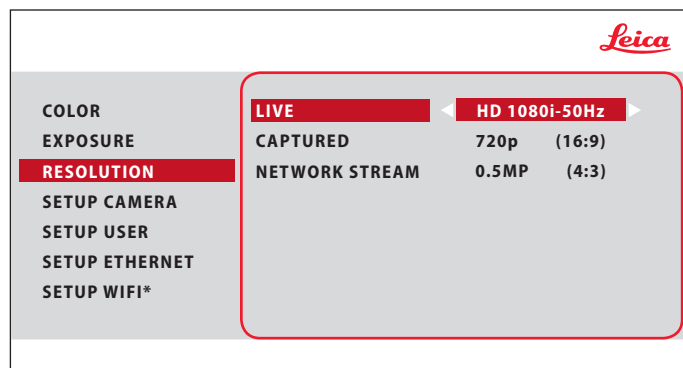 Leica
COLOR
EXPOSURE
RESOLUTION
SETUP CAMERA
SETUP USER
SETUP ETHERNET
SETUP WIFI*
LIVE HD 1080i-50Hz
CAPTURED 720p (16:9)
NETWORK STREAM 0.5MP (4:3)